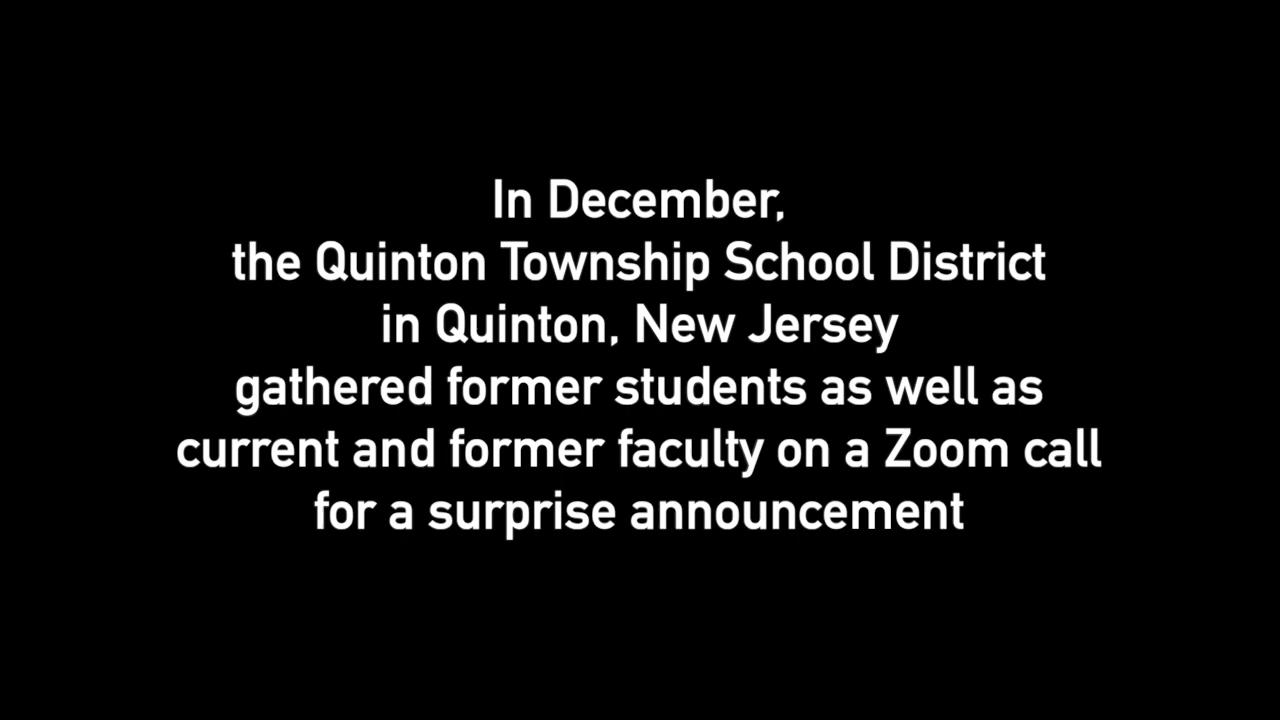 In December,
the Quinton Township School District
in Quinton, New Jersey
gathered former students as well as
current and former faculty on a Zoom call
for a surprise announcement